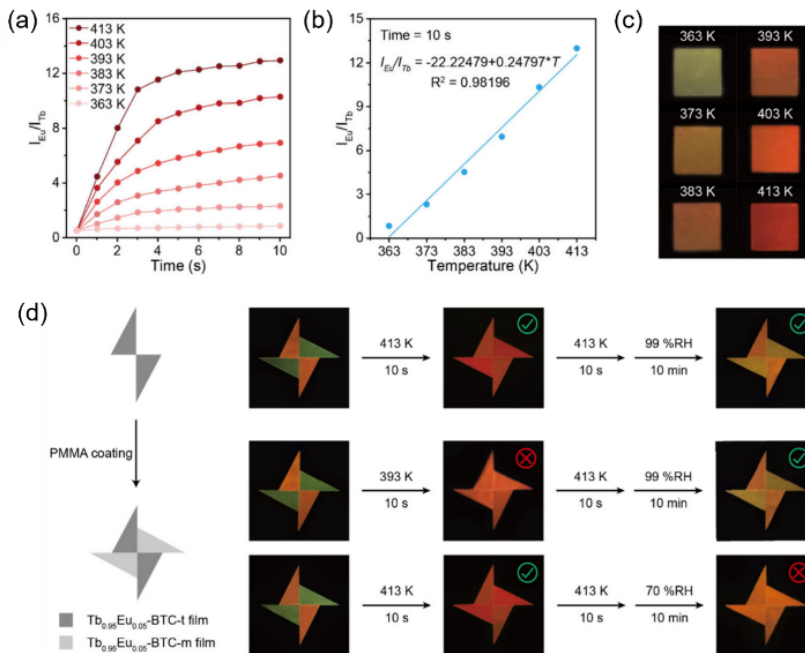 (a)
I_Eu/I_Tb
16
12
8
4
0
413 K
403 K
393 K
383 K
373 K
363 K
0 2 4 6 8 10
Time (s)
(b)
I_Eu/I_Tb
15
12
9
6
3
0
Time = 10 s
I_Eu/I_Tb = -22.22479+0.24797*T
R² = 0.98196
363 373 383 393 403 413
Temperature (K)
(c)
363 K 393 K
373 K 403 K
383 K 413 K
(d)
PMMA coating
Tb₀.₉₅Eu₀.₀₅-BTC-t film
Tb₀.₉₅Eu₀.₀₅-BTC-m film
413 K
10 s
413 K
10 s
99 %RH
10 min
393 K
10 s
413 K
10 s
99 %RH
10 min
413 K
10 s
413 K
10 s
70 %RH
10 min